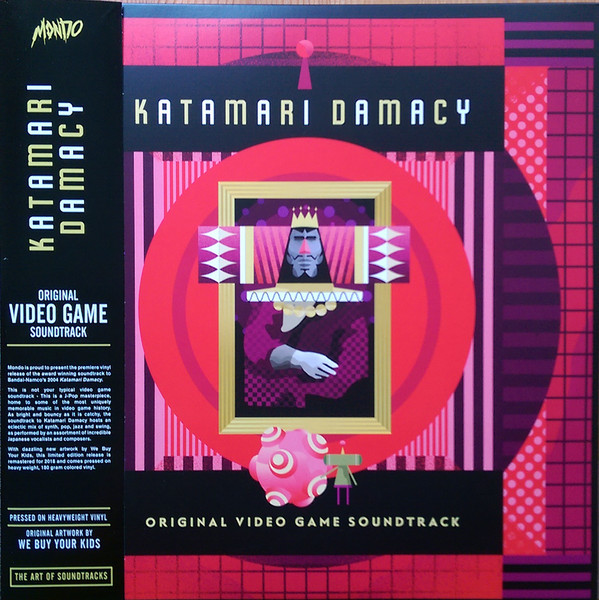 MONDO
KATAMARI
DAMACY
ORIGINAL
VIDEO GAME
SOUNDTRACK
Mondo is proud to present the premiere vinyl
release of the award winning soundtrack to
Bandai-Namco's 2004 Katamari Damacy.
This is not your typical video game
soundtrack - This is a J-Pop masterpiece,
home to some of the most uniquely
memorable music in video game history.
As bright and bouncy as it is catchy, the
soundtrack to Katamari Damacy hosts an
eclectic mix of synth, pop, jazz and swing,
as performed by an assortment of incredible
Japanese vocalists and composers.
With dazzling new artwork by We Buy
Your Kids, this limited edition release is
remastered for 2018 and comes pressed on
heavy weight, 180 gram colored vinyl.
PRESSED ON HEAVYWEIGHT VINYL
ORIGINAL ARTWORK BY
WE BUY YOUR KIDS
THE ART OF SOUNDTRACKS
KATAMARI DAMACY
ORIGINAL VIDEO GAME SOUNDTRACK